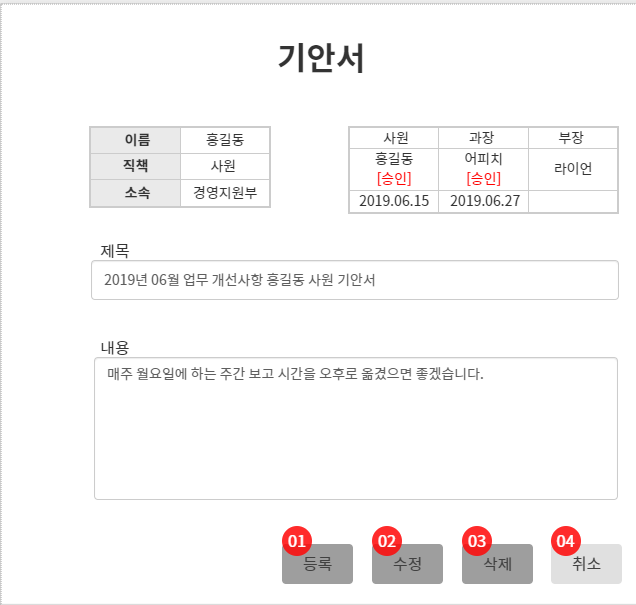 기안서
이름 홍길동
직책 사원
소속 경영지원부
사원 과장 부장
홍길동 어피치 라이언
[승인] [승인]
2019.06.15 2019.06.27
제목
2019년 06월 업무 개선사항 홍길동 사원 기안서
내용
매주 월요일에 하는 주간 보고 시간을 오후로 옮겼으면 좋겠습니다.
01 02 03 04
등록 수정 삭제 취소